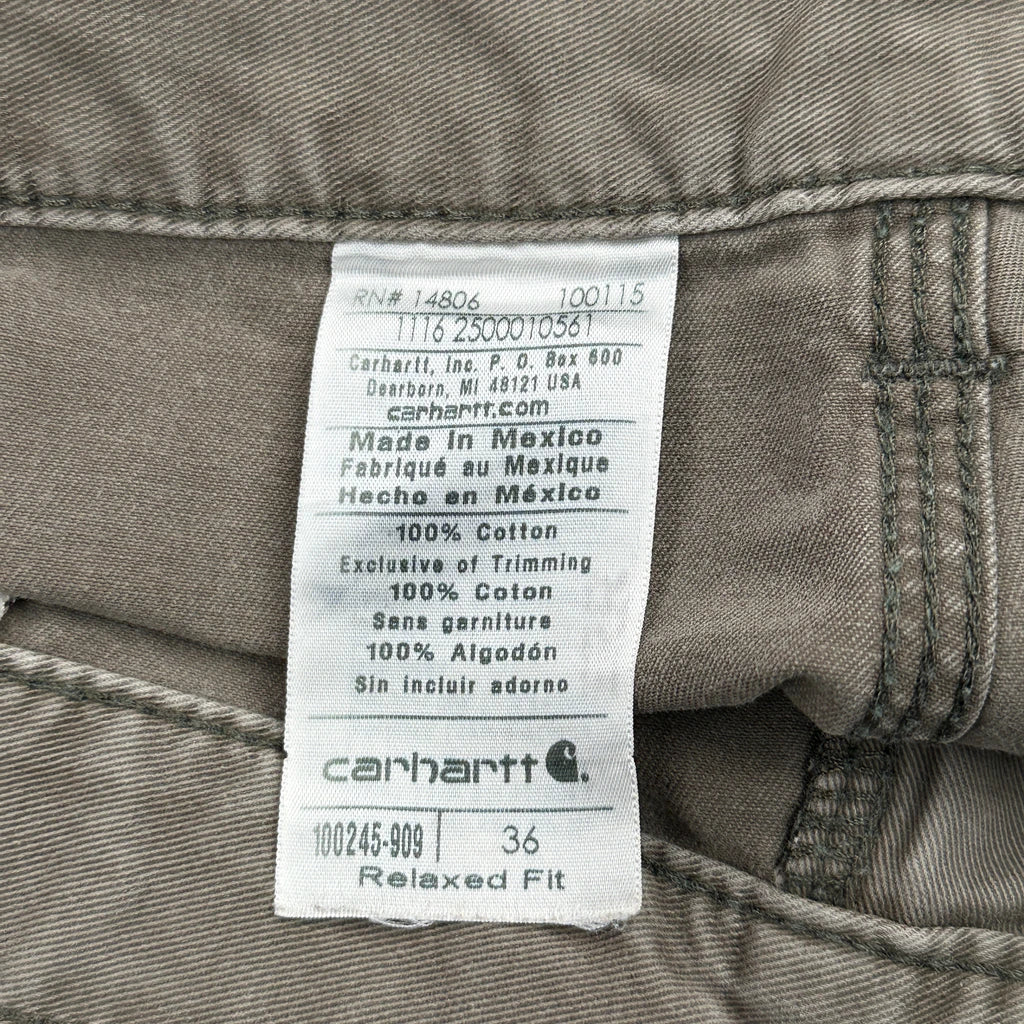 RN# 14806 100115
1116 2500010561
Carhartt, Inc. P. O. Box 600
Dearborn, MI 48121 USA
carhartt.com
Made in Mexico
Fabriqué au Mexique
Hecho en México
100% Cotton
Exclusive of Trimming
100% Coton
Sans garniture
100% Algodón
Sin incluir adorno
carhartt
100245-909 36
Relaxed Fit